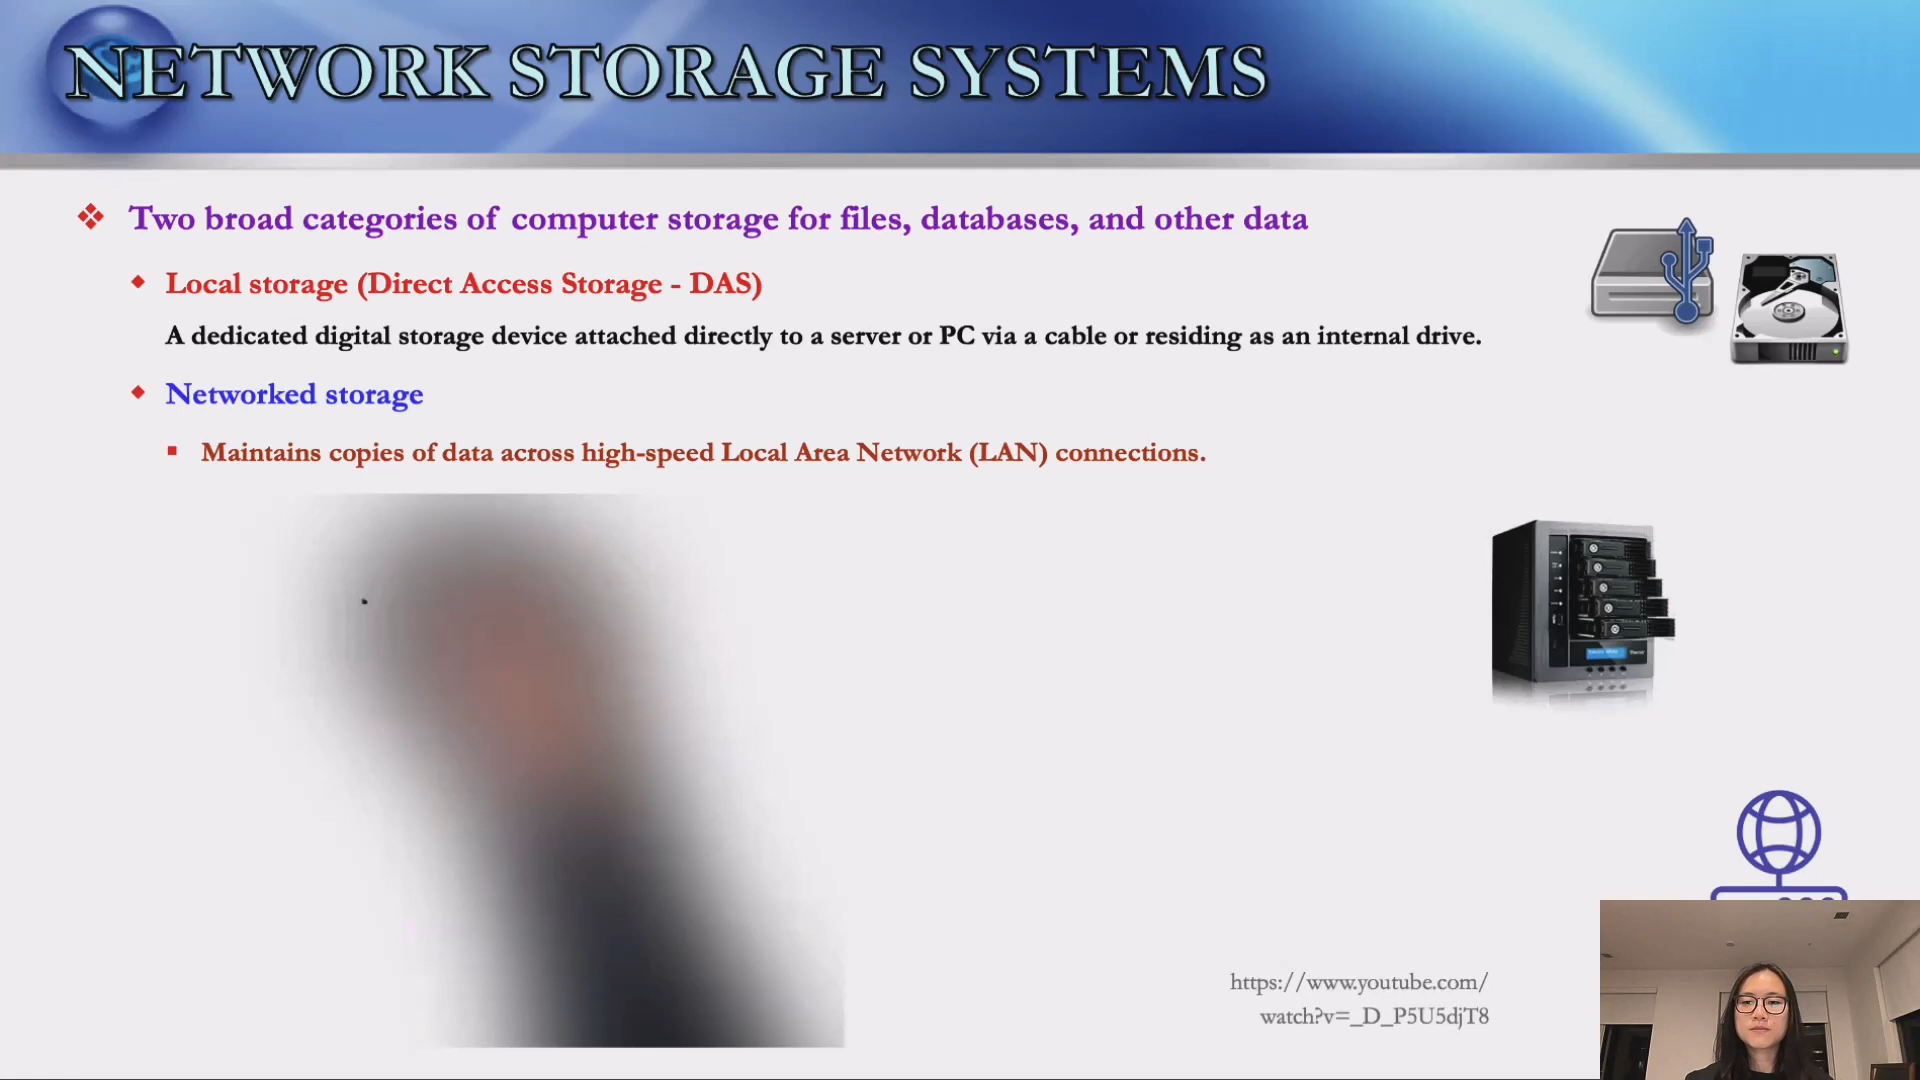 NETWORK STORAGE SYSTEMS
Two broad categories of computer storage for files, databases, and other data
Local storage (Direct Access Storage - DAS)
A dedicated digital storage device attached directly to a server or PC via a cable or residing as an internal drive.
Networked storage
Maintains copies of data across high-speed Local Area Network (LAN) connections.
https://www.youtube.com/
watch?v=_D_P5U5djT8